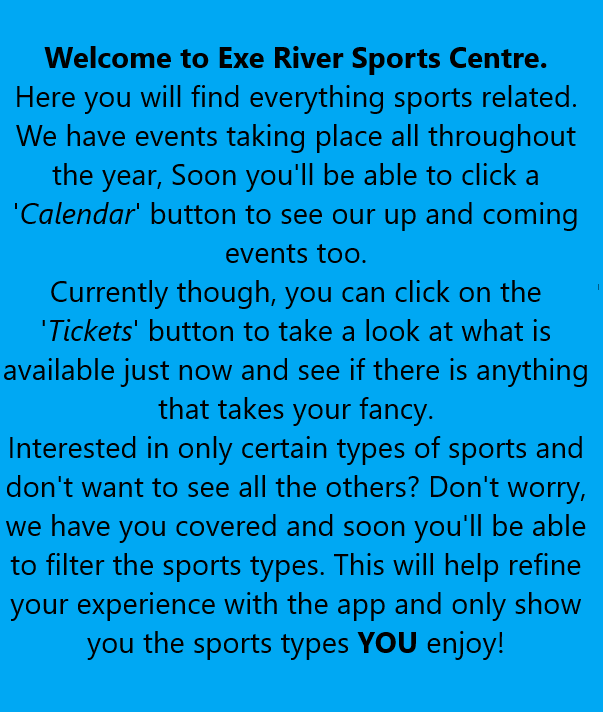 Welcome to Exe River Sports Centre.
Here you will find everything sports related.
We have events taking place all throughout
the year, Soon you'll be able to click a
'Calendar' button to see our up and coming
events too.
Currently though, you can click on the
'Tickets' button to take a look at what is
available just now and see if there is anything
that takes your fancy.
Interested in only certain types of sports and
don't want to see all the others? Don't worry,
we have you covered and soon you'll be able
to filter the sports types. This will help refine
your experience with the app and only show
you the sports types YOU enjoy!